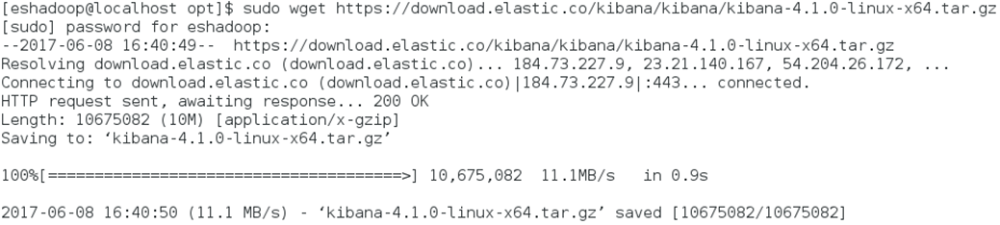 [eshadoop@localhost opt]$ sudo wget https://download.elastic.co/kibana/kibana/kibana-4.1.0-linux-x64.tar.gz
[sudo] password for eshadoop:
--2017-06-08 16:40:49--  https://download.elastic.co/kibana/kibana/kibana-4.1.0-linux-x64.tar.gz
Resolving download.elastic.co (download.elastic.co)... 184.73.227.9, 23.21.140.167, 54.204.26.172, ...
Connecting to download.elastic.co (download.elastic.co)|184.73.227.9|:443... connected.
HTTP request sent, awaiting response... 200 OK
Length: 10675082 (10M) [application/x-gzip]
Saving to: ‘kibana-4.1.0-linux-x64.tar.gz’
100%[======================================>] 10,675,082  11.1MB/s   in 0.9s
2017-06-08 16:40:50 (11.1 MB/s) - ‘kibana-4.1.0-linux-x64.tar.gz’ saved [10675082/10675082]